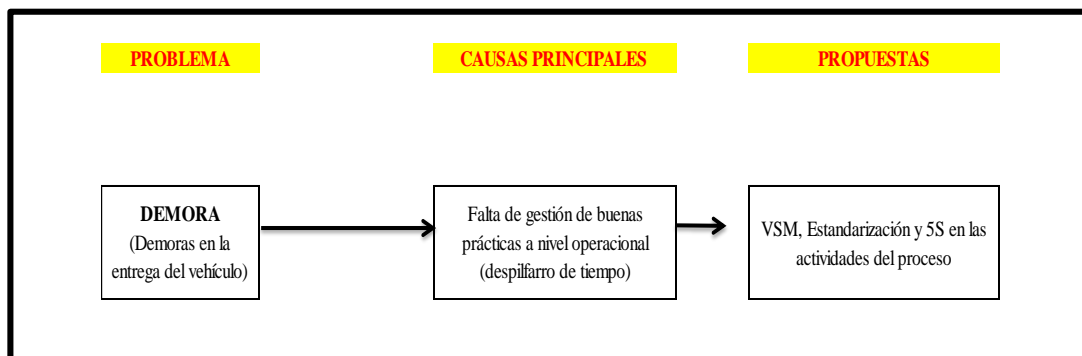 PROBLEMA
CAUSAS PRINCIPALES
PROPUESTAS
DEMORA
(Demoras en la
entrega del vehículo)
Falta de gestión de buenas
prácticas a nivel operacional
(despilfarro de tiempo)
VSM, Estandarización y 5S en las
actividades del proceso